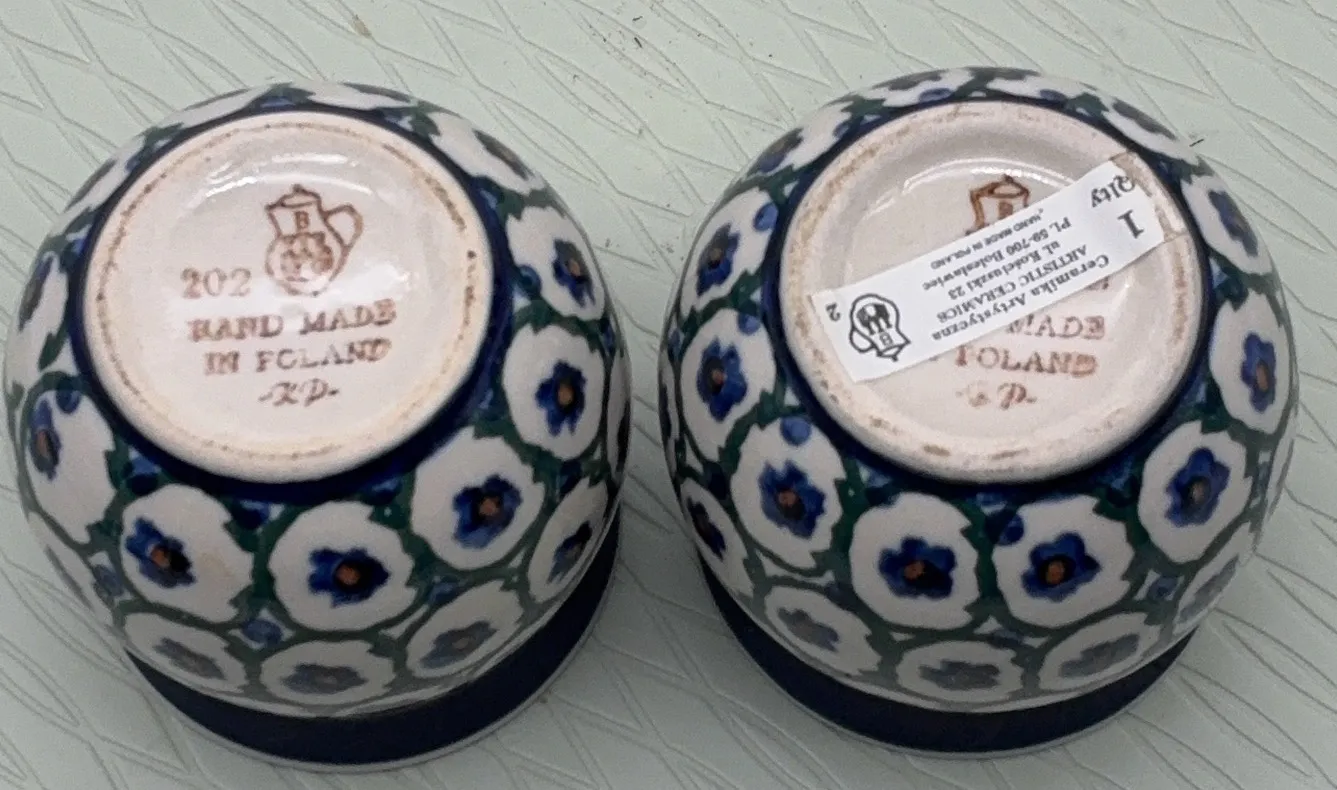 B
202
HAND MADE
IN POLAND
B
MADE
POLAND
Qlty
1
Ceramika Artystyczna
ARTISTIC CERAMICS
ul. Kościuszki 23
PL 59-700 Bolesławiec
HAND MADE IN POLAND
2
B